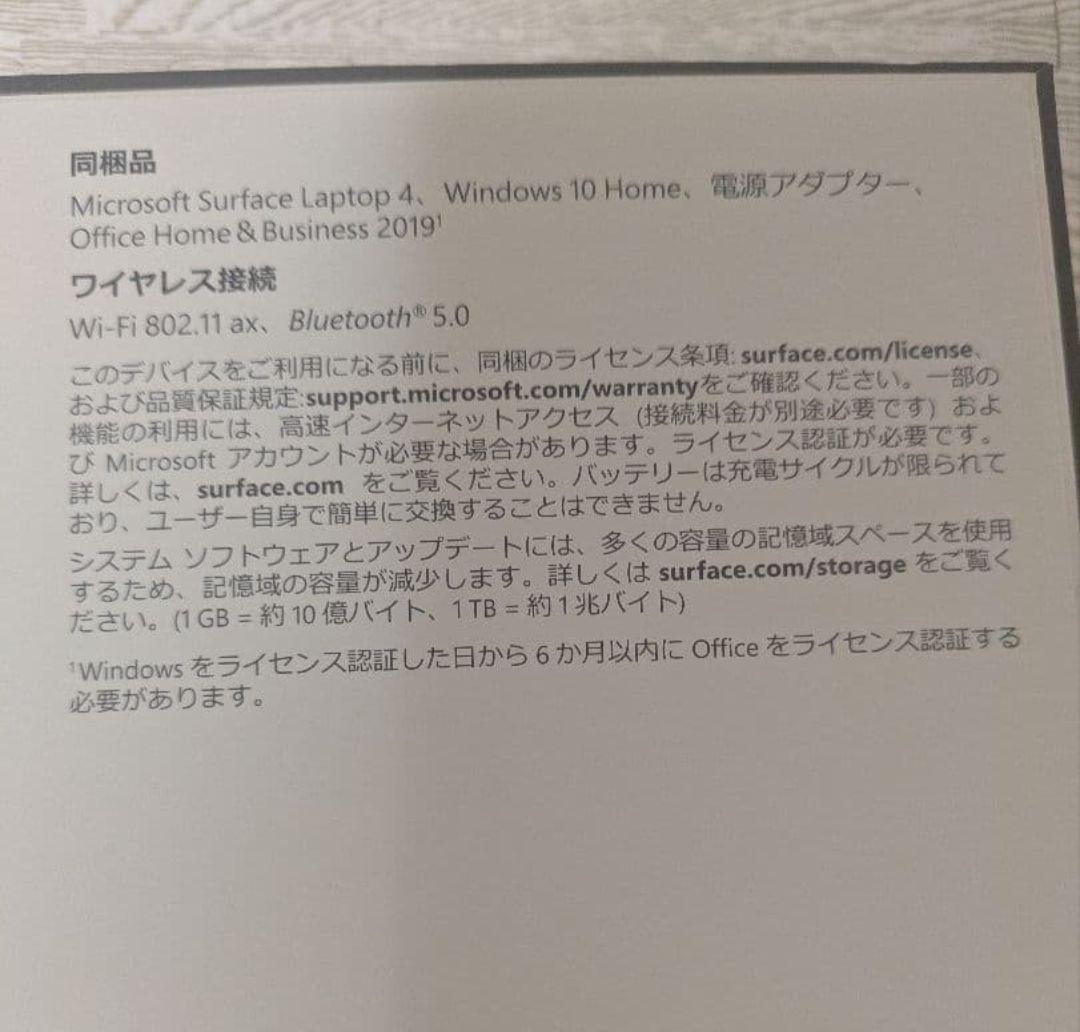 同梱品
Microsoft Surface Laptop 4、Windows 10 Home、電源アダプター、
Office Home & Business 2019¹
ワイヤレス接続
Wi-Fi 802.11 ax、Bluetooth® 5.0
このデバイスをご利用になる前に、同梱のライセンス条項: surface.com/license、
および品質保証規定:support.microsoft.com/warrantyをご確認ください。一部の
機能の利用には、高速インターネットアクセス (接続料金が別途必要です) およ
び Microsoft アカウントが必要な場合があります。ライセンス認証が必要です。
詳しくは、surface.com をご覧ください。バッテリーは充電サイクルが限られて
おり、ユーザー自身で簡単に交換することはできません。
システム ソフトウェアとアップデートには、多くの容量の記憶域スペースを使用
するため、記憶域の容量が減少します。詳しくは surface.com/storage をご覧く
ださい。(1 GB = 約 10 億バイト、1 TB = 約 1 兆バイト)
¹Windows をライセンス認証した日から 6 か月以内に Office をライセンス認証する
必要があります。